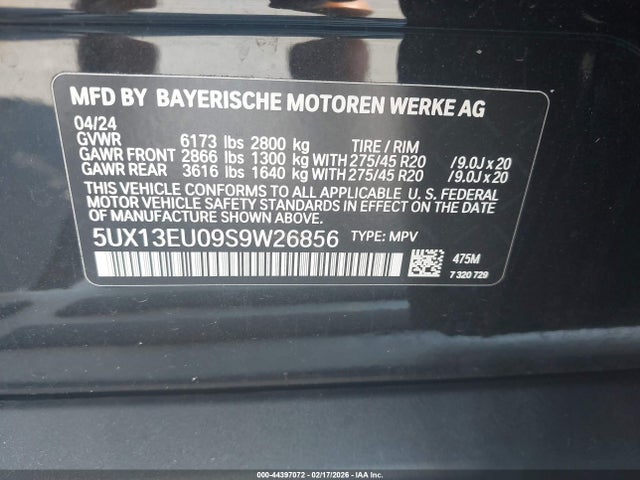 MFD BY BAYERISCHE MOTOREN WERKE AG
04/24
GVWR 6173 lbs 2800 kg TIRE / RIM
GAWR FRONT 2866 lbs 1300 kg WITH 275/45 R20 /9.0J x 20
GAWR REAR 3616 lbs 1640 kg WITH 275/45 R20 /9.0J x 20
THIS VEHICLE CONFORMS TO ALL APPLICABLE U. S. FEDERAL
MOTOR VEHICLE SAFETY STANDARDS IN EFFECT ON THE
DATE OF MANUFACTURE SHOWN ABOVE.
5UX13EU09S9W26856 TYPE: MPV
475M
7 320 729
000-44397072 - 02/17/2026 - IAA Inc.